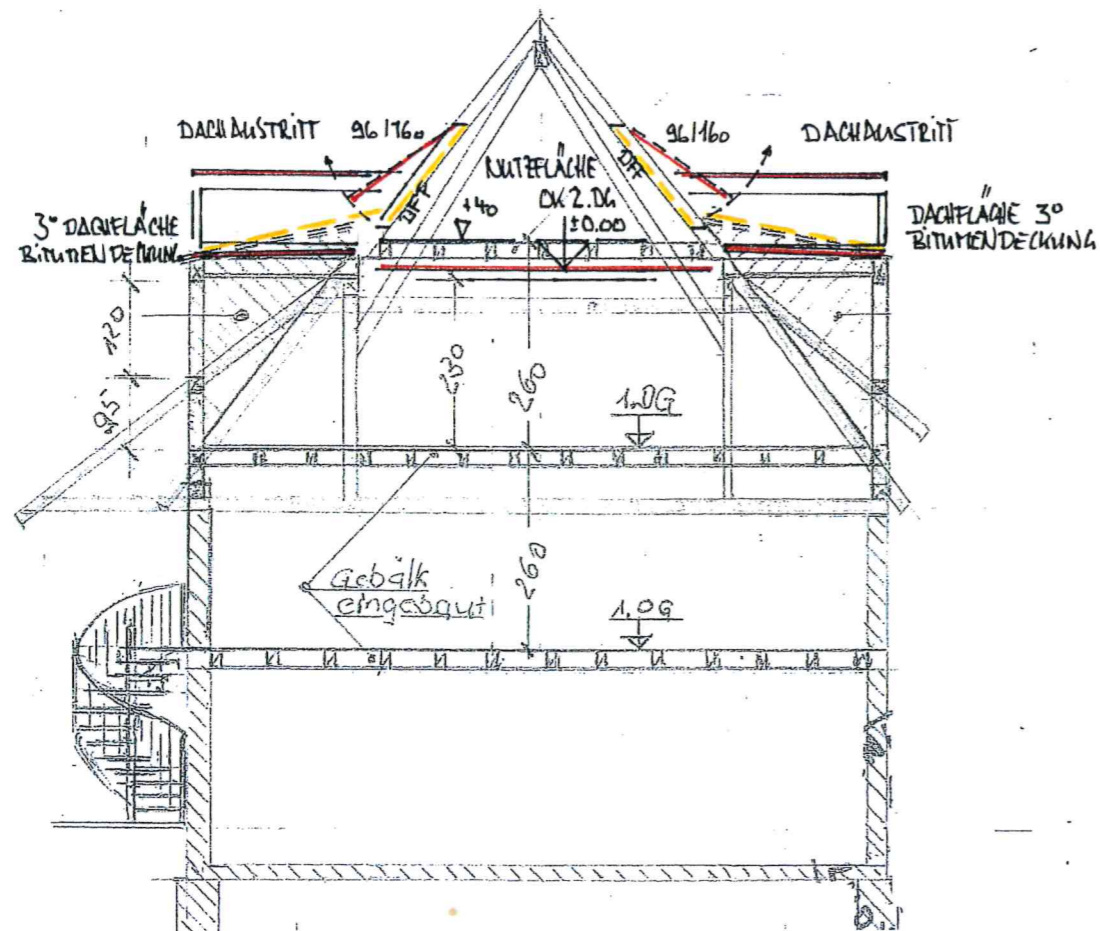 DACHAUSTRITT 96/160
96/160 DACHAUSTRITT
NUTZFLÄCHE
OK 2.DG
±0.00
+40
DFF
DFF
3° DACHFLÄCHE
BITUMENDECKUNG
DACHFLÄCHE 3°
BITUMENDECKUNG
120
95
230
260
1.DG
260
Gebälk
eingebaut
1.OG